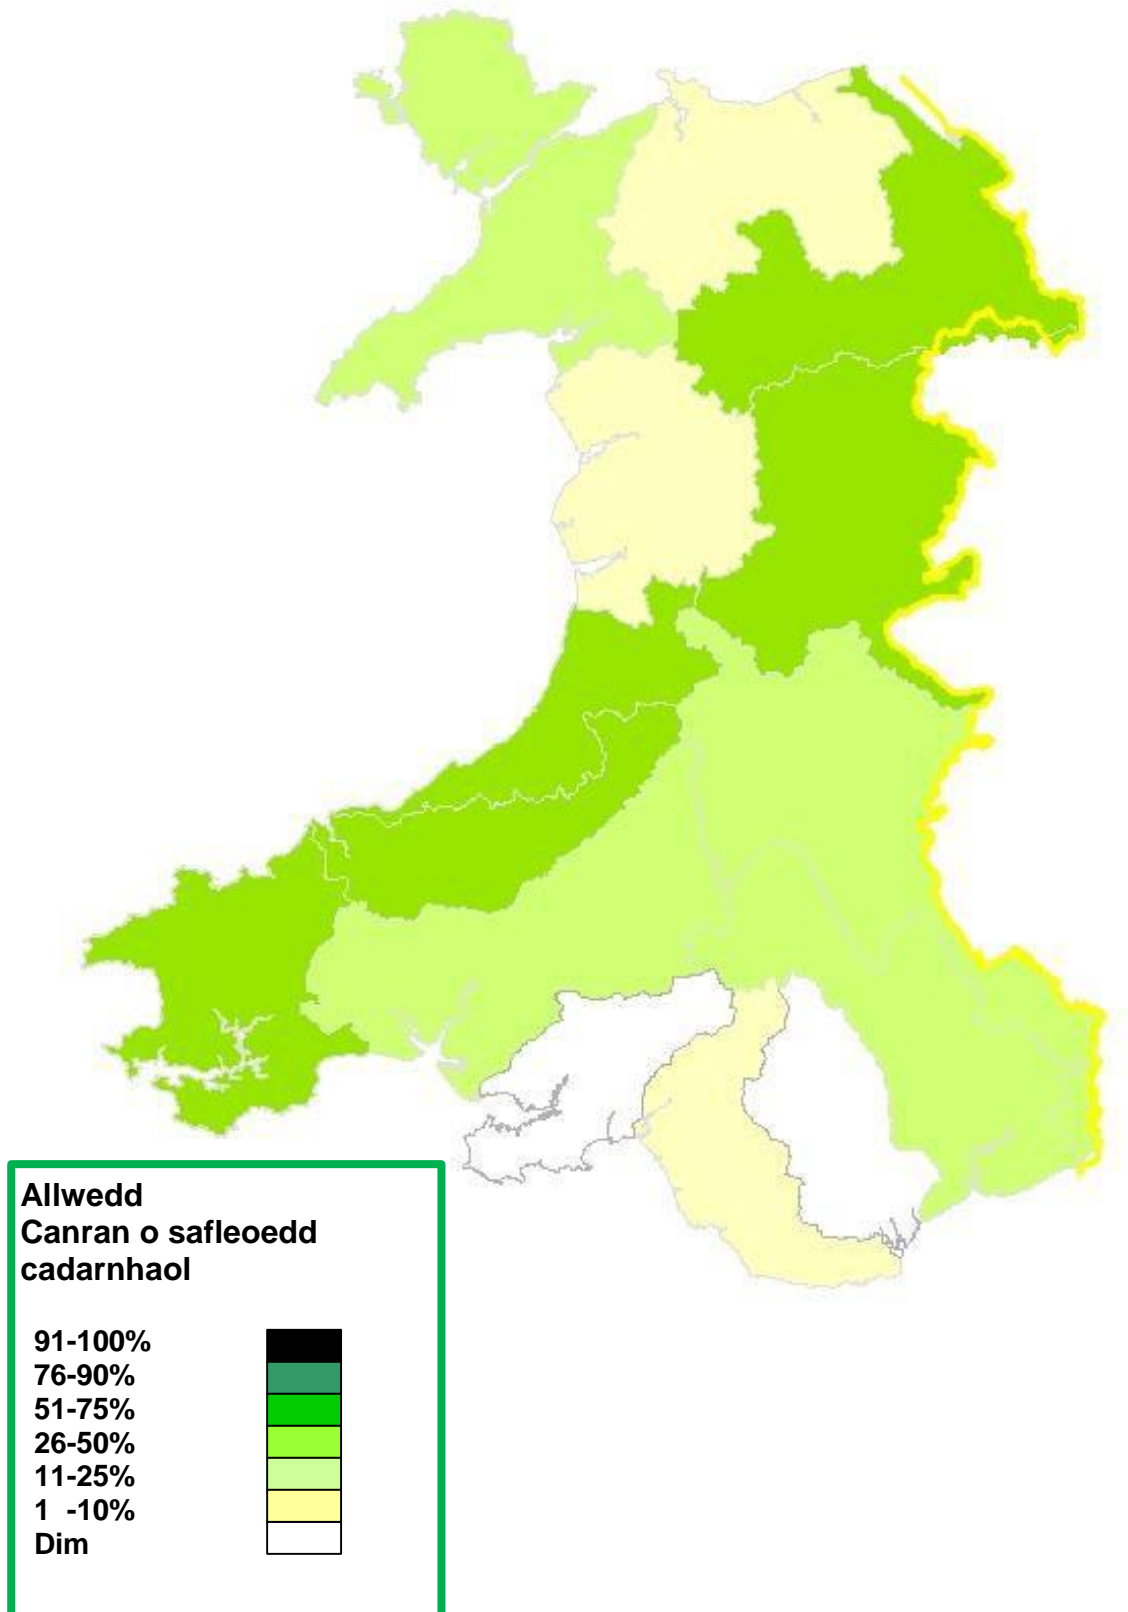 Allwedd
Canran o safleoedd
cadarnhaol
91-100%
76-90%
51-75%
26-50%
11-25%
1 -10%
Dim